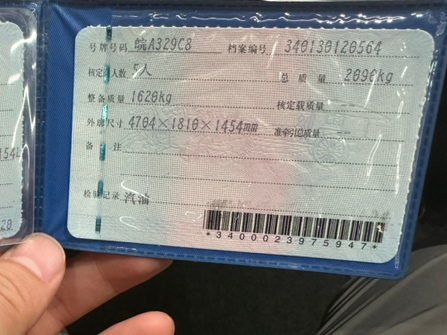 号牌号码 皖A329C8 档案编号 340130120564
核定载人数 5人 总质量 2090kg
整备质量 1620kg 核定载质量 --
外廓尺寸 4704×1810×1454mm 准牵引总质量 --
备注
检验记录 汽油
*3400023975947*